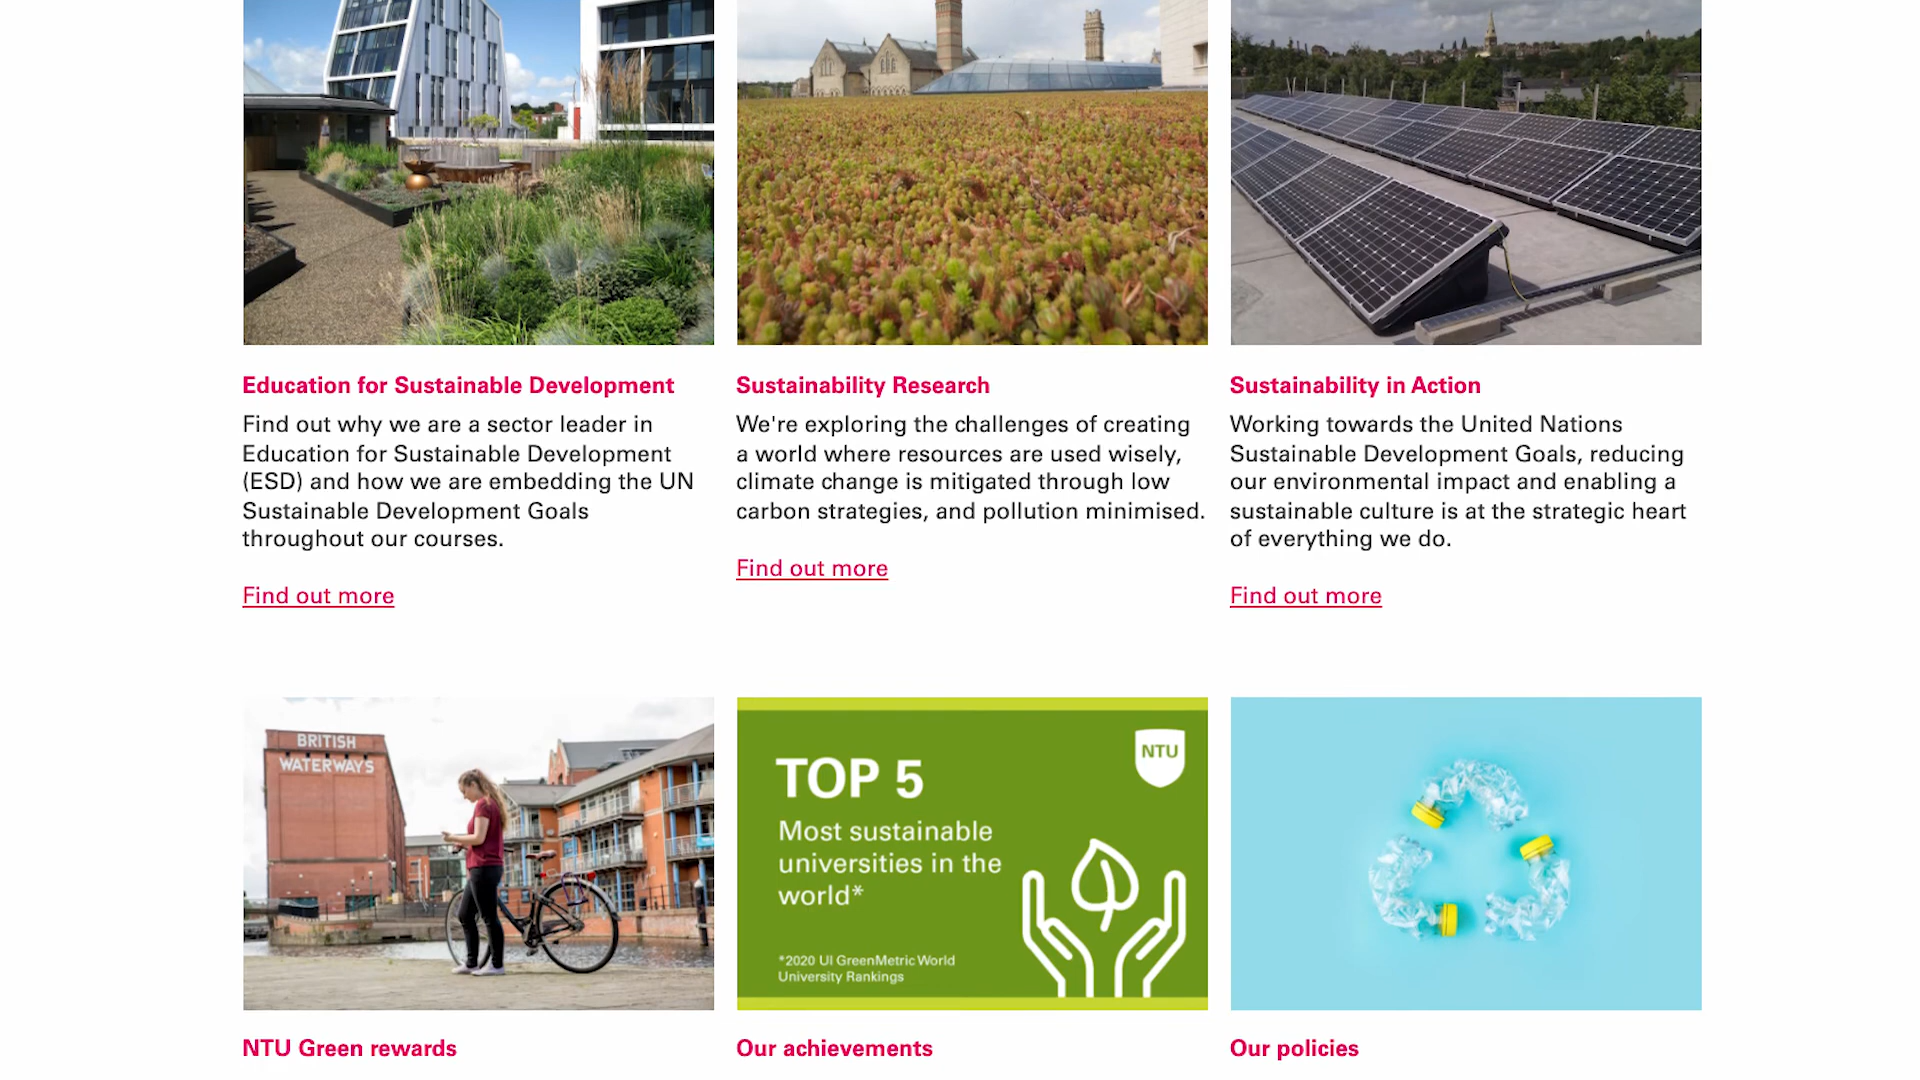 Education for Sustainable Development
Find out why we are a sector leader in
Education for Sustainable Development
(ESD) and how we are embedding the UN
Sustainable Development Goals
throughout our courses.
Find out more
Sustainability Research
We're exploring the challenges of creating
a world where resources are used wisely,
climate change is mitigated through low
carbon strategies, and pollution minimised.
Find out more
Sustainability in Action
Working towards the United Nations
Sustainable Development Goals, reducing
our environmental impact and enabling a
sustainable culture is at the strategic heart
of everything we do.
Find out more
BRITISH
WATERWAYS
NTU Green rewards
NTU
TOP 5
Most sustainable
universities in the
world*
*2020 UI GreenMetric World
University Rankings
Our achievements
Our policies